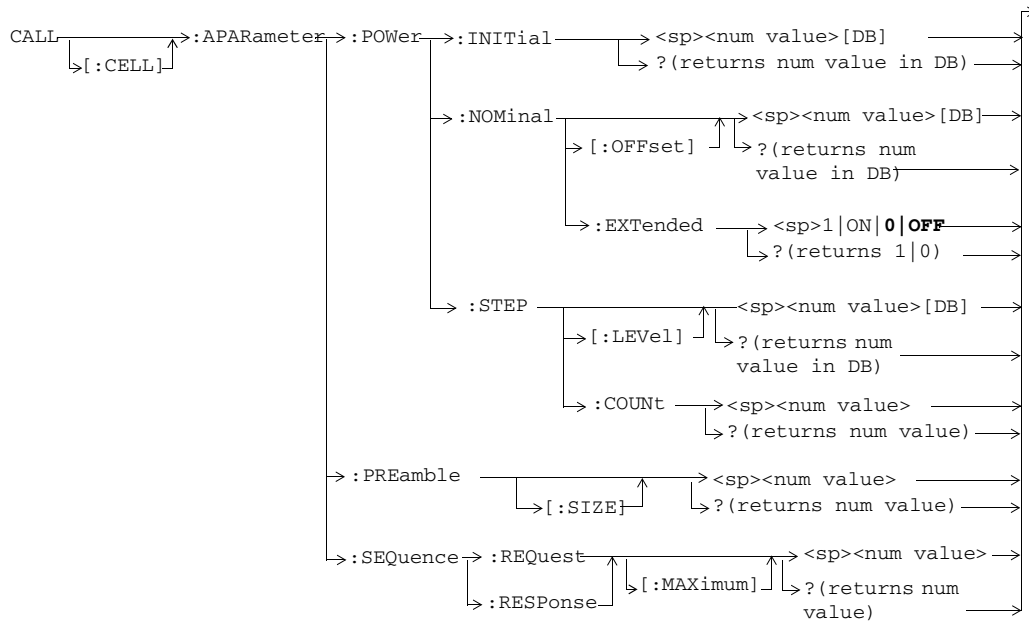 CALL :APARameter :POWer :INITial <sp><num value>[DB]
[:CELL] ?(returns num value in DB)
:NOMinal <sp><num value>[DB]
[:OFFset] ?(returns num
value in DB)
:EXTended <sp>1|ON|0|OFF
?(returns 1|0)
:STEP <sp><num value>[DB]
[:LEVel] ?(returns num
value in DB)
:COUNt <sp><num value>
?(returns num value)
:PREamble <sp><num value>
[:SIZE] ?(returns num value)
:SEQuence :REQuest <sp><num value>
[:MAXimum] ?(returns num
:RESPonse value)